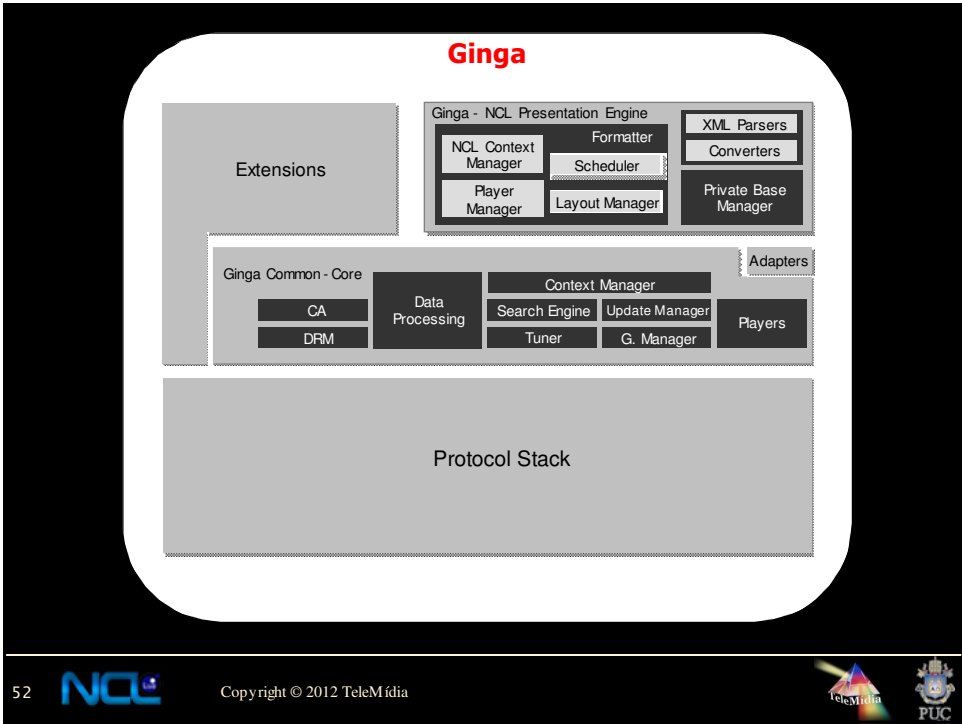 Ginga
Extensions
Ginga - NCL Presentation Engine
Formatter
NCL Context
Manager
Scheduler
Player
Manager
Layout Manager
XML Parsers
Converters
Private Base
Manager
Adapters
Ginga Common - Core
CA
DRM
Data
Processing
Context Manager
Search Engine
Update Manager
Tuner
G. Manager
Players
Protocol Stack
52
NCL
Copyright © 2012 TeleMídia
TeleMídia
PUC